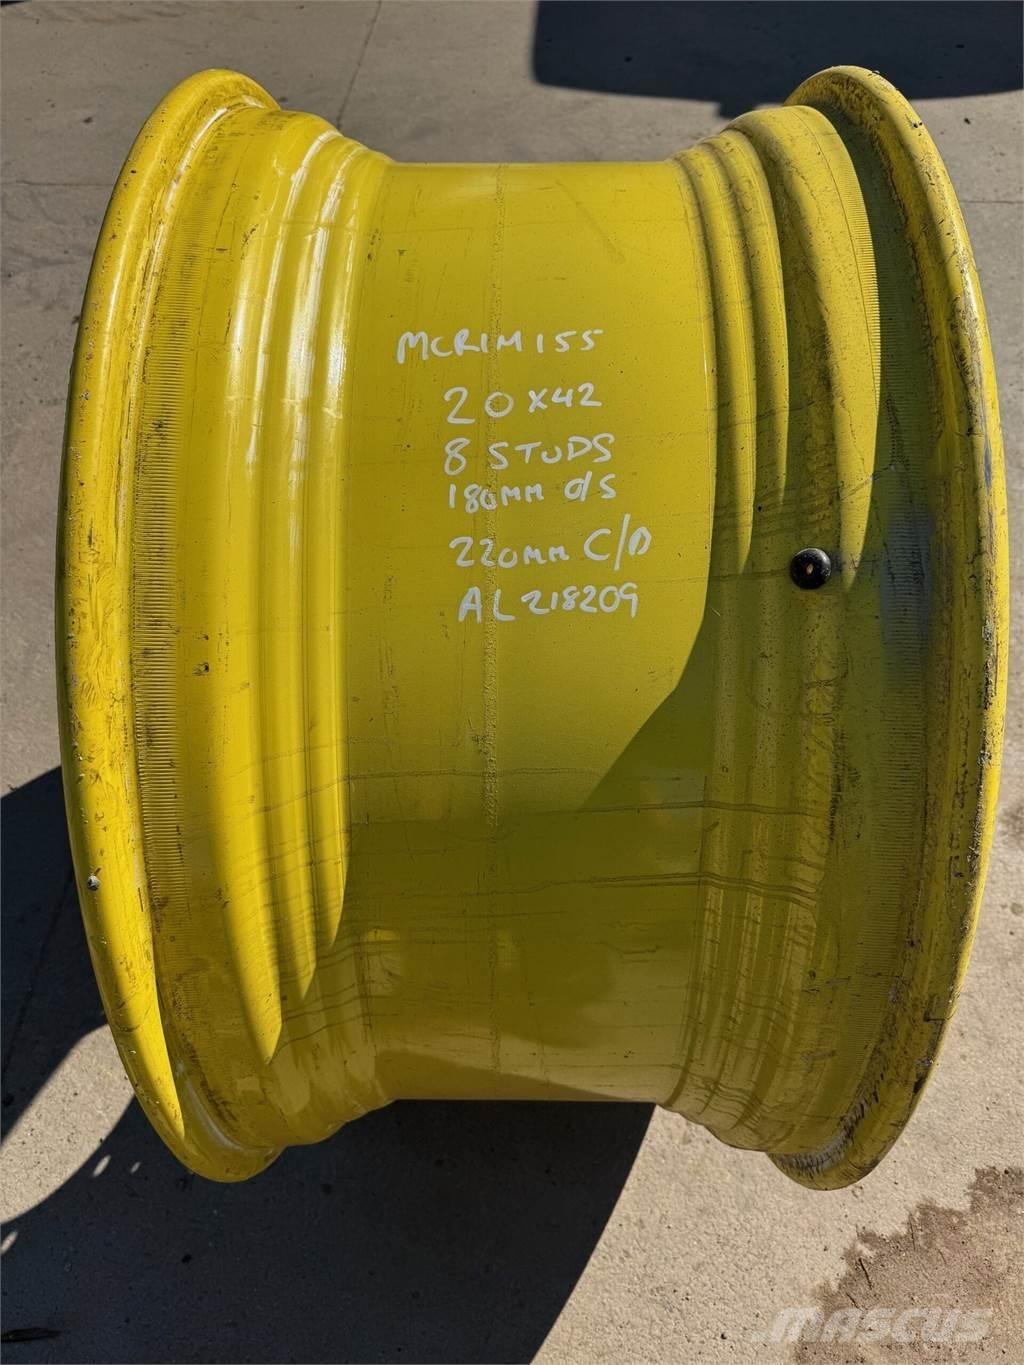 MCRIM155
20x42
8 STUDS
180MM O/S
220MM C/D
AL218209
MASCUS